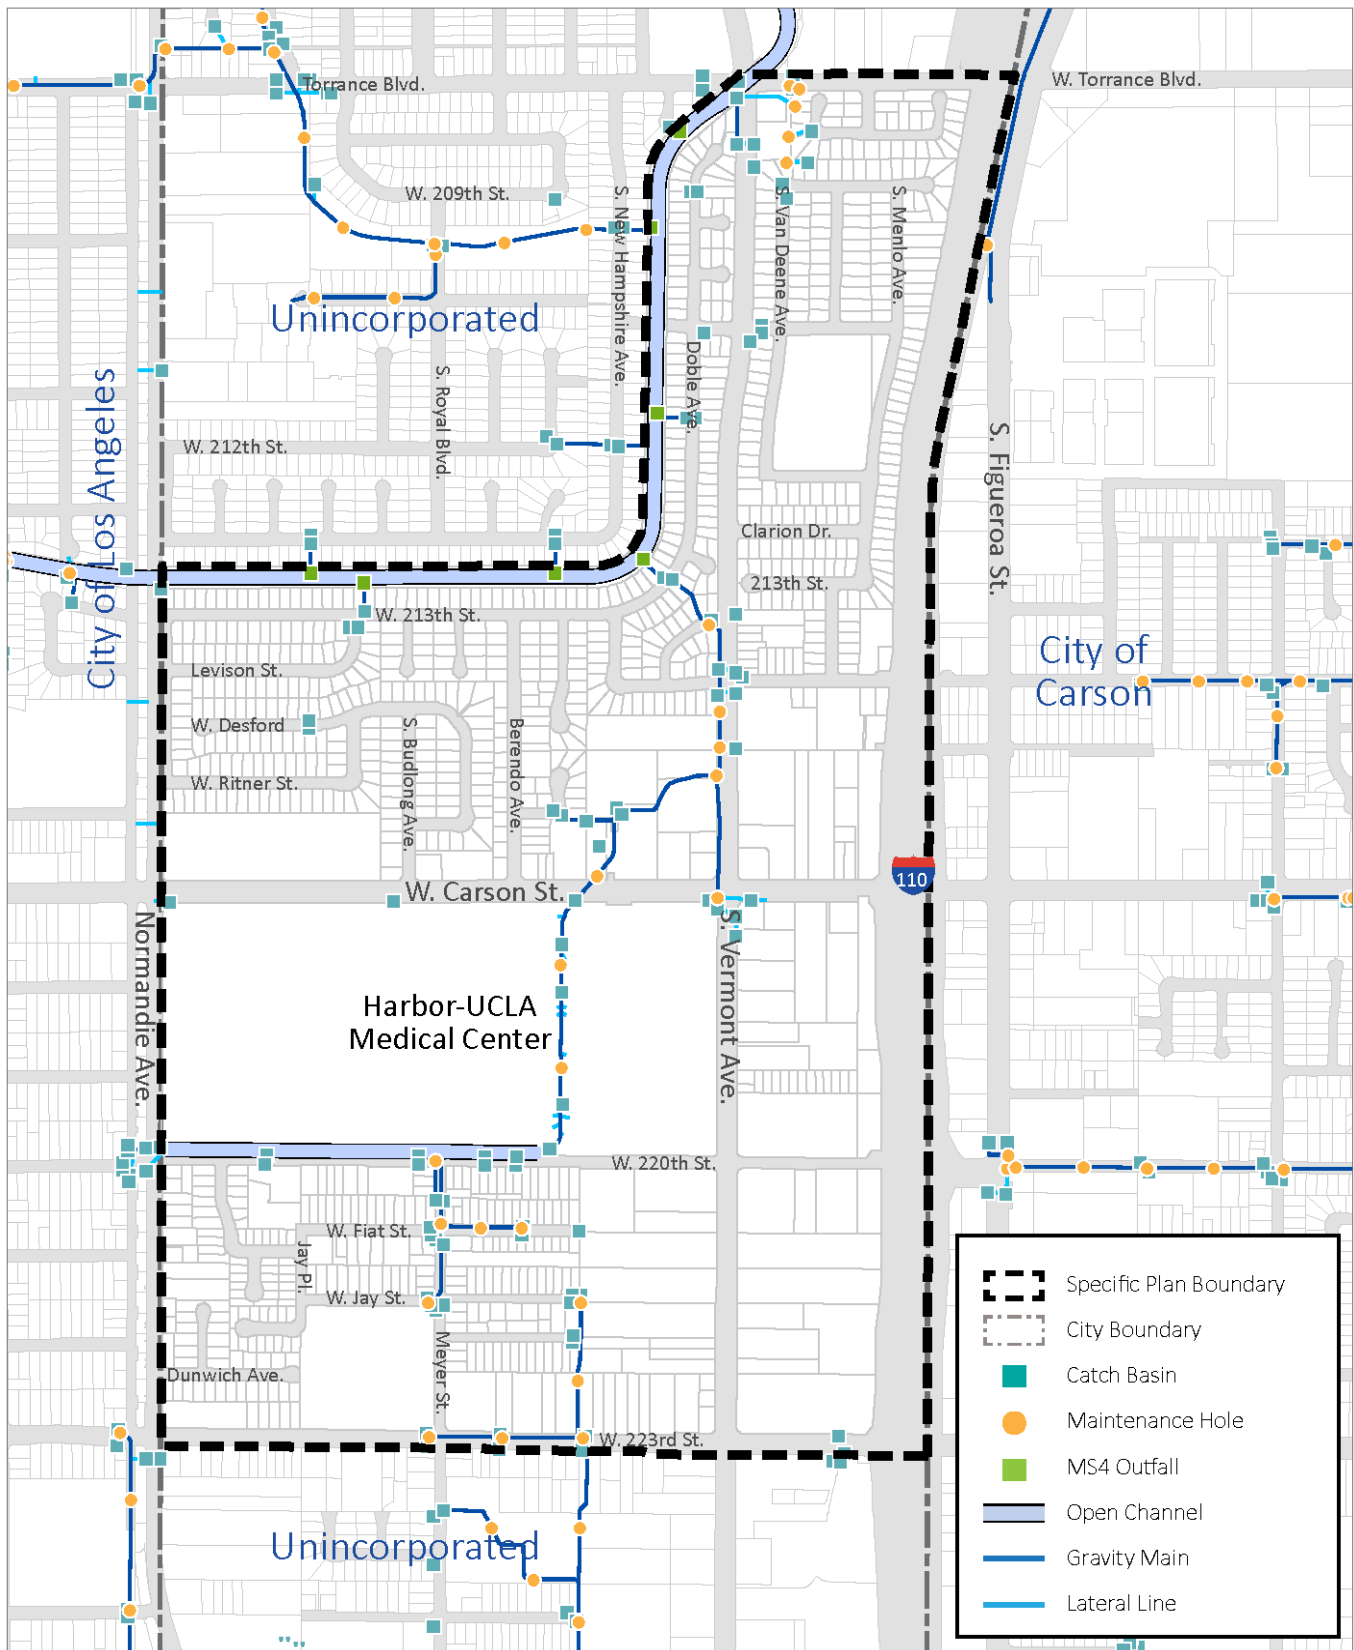 Torrance Blvd.
W. Torrance Blvd.
W. 209th St.
S. New Hampshire Ave.
S. Van Deene Ave.
S. Menlo Ave.
Unincorporated
Doble Ave.
S. Royal Blvd.
City of Los Angeles
W. 212th St.
S. Figueroa St.
Clarion Dr.
213th St.
W. 213th St.
City of
Carson
Levison St.
W. Desford
S. Budlong Ave.
Berendo Ave.
W. Ritner St.
110
W. Carson St.
Normandie Ave.
S. Vermont Ave.
Harbor-UCLA
Medical Center
W. 220th St.
W. Fiat St.
Jay Pl.
W. Jay St.
Meyer St.
Dunwich Ave.
W. 223rd St.
Unincorporated
Specific Plan Boundary
City Boundary
Catch Basin
Maintenance Hole
MS4 Outfall
Open Channel
Gravity Main
Lateral Line